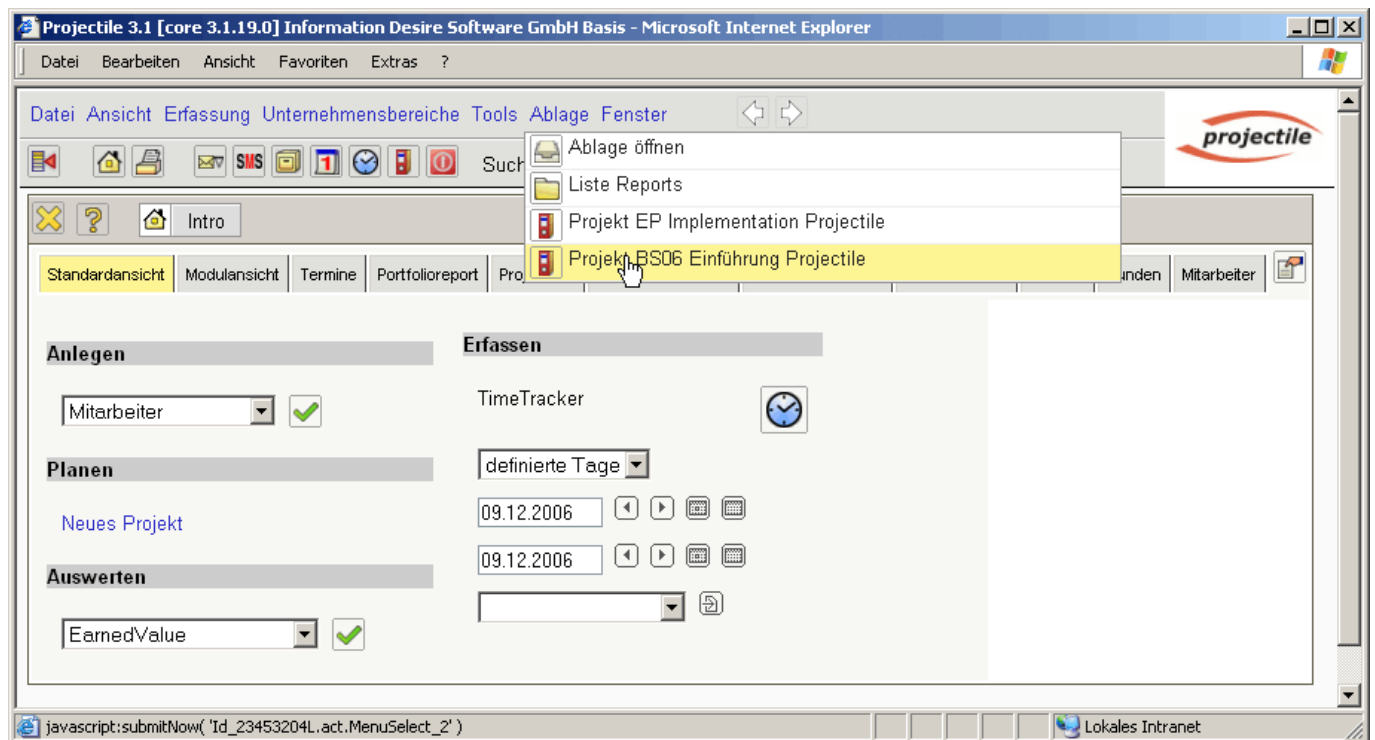 Projectile 3.1 [core 3.1.19.0] Information Desire Software GmbH Basis - Microsoft Internet Explorer
Datei Bearbeiten Ansicht Favoriten Extras ?
Datei Ansicht Erfassung Unternehmensbereiche Tools Ablage Fenster
projectile
SMS 1 Such
Ablage öffnen
Liste Reports
Projekt EP Implementation Projectile
Projekt BS06 Einführung Projectile
? Intro
Standardansicht Modulansicht Termine Portfolioreport Pro unden Mitarbeiter
Anlegen
Mitarbeiter
Planen
Neues Projekt
Auswerten
EarnedValue
Erfassen
TimeTracker
definierte Tage
09.12.2006
09.12.2006
javascript:submitNow( 'Id_23453204L.act.MenuSelect_2' ) Lokales Intranet